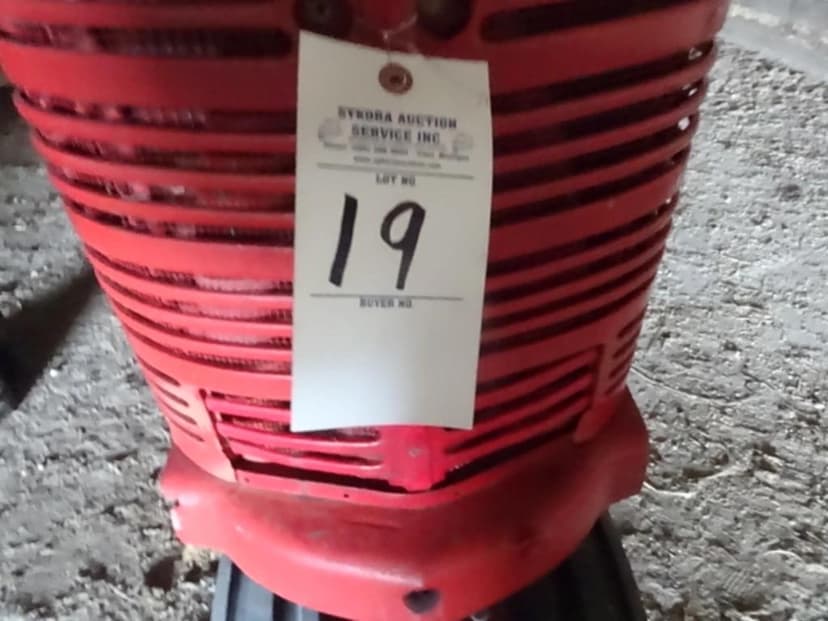 SYKORA AUCTION
SERVICE INC
LOT NO
19
BUYER NO.